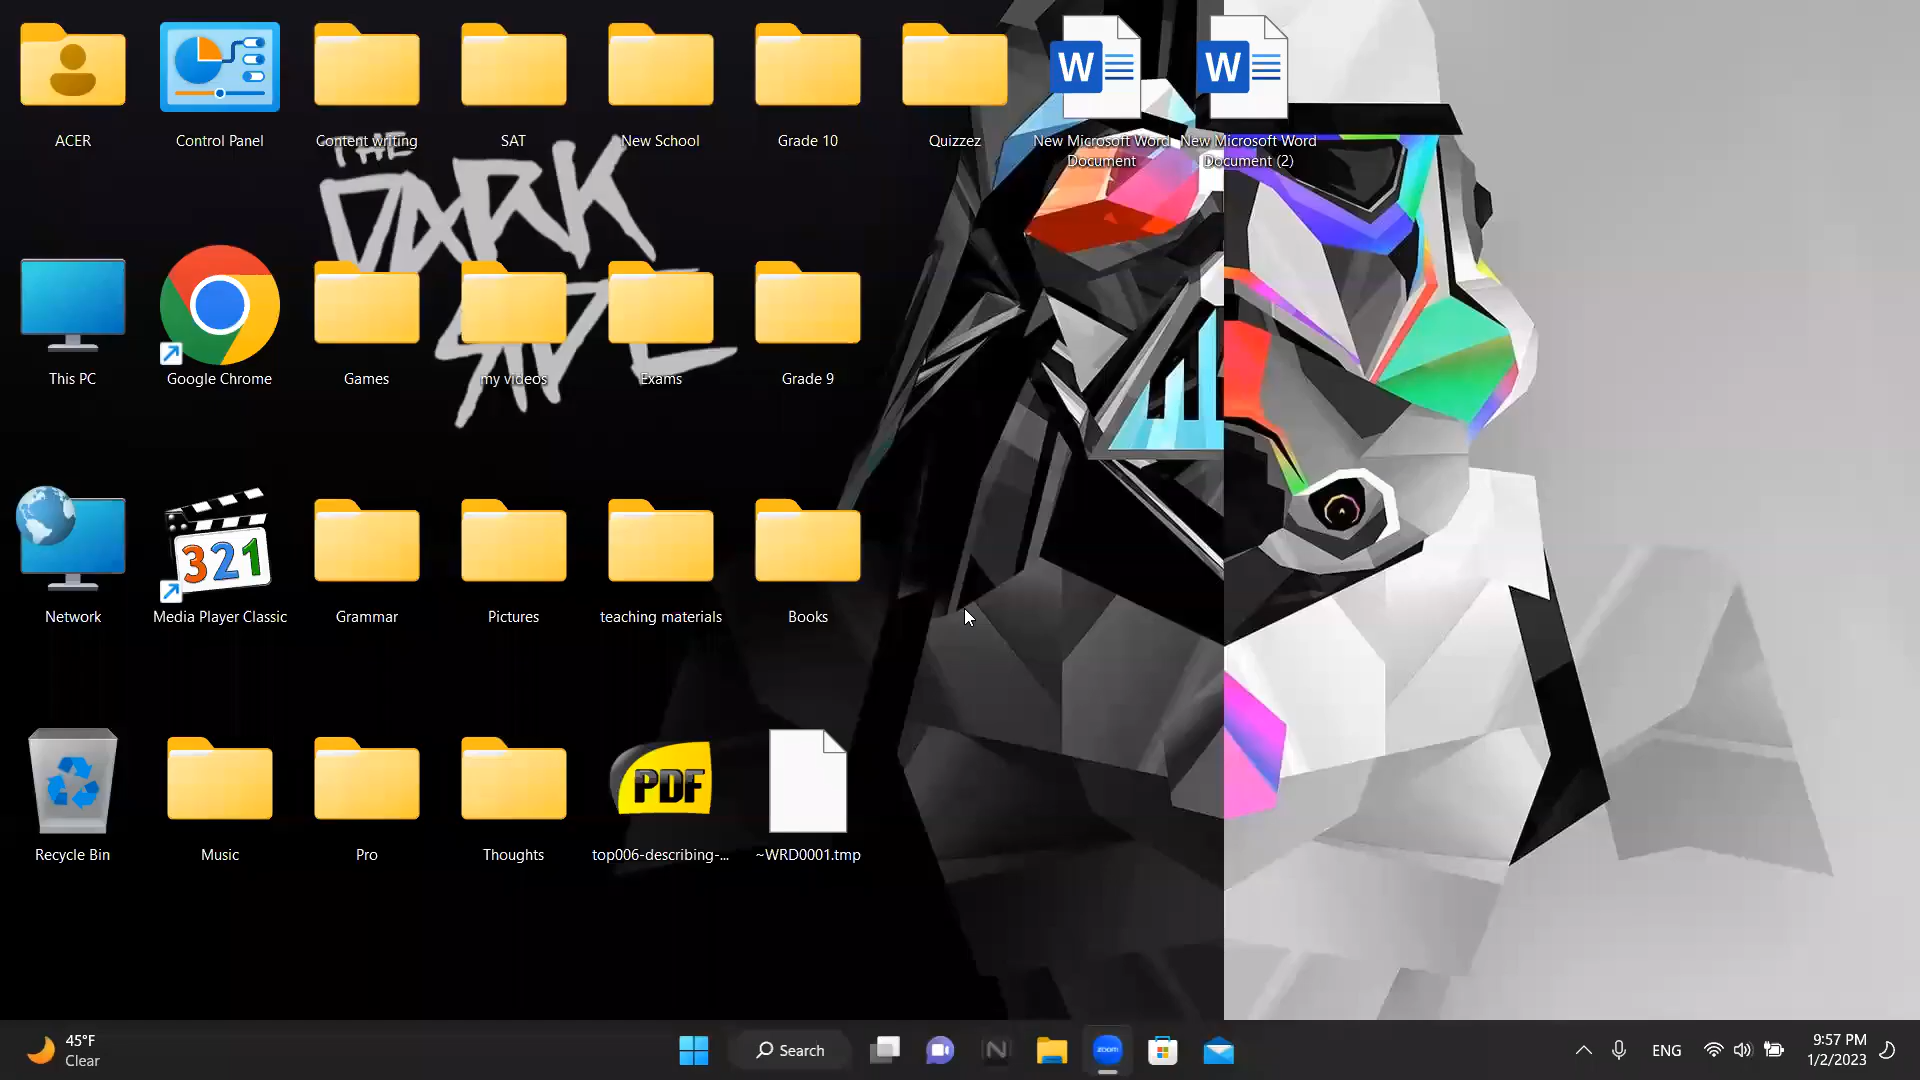 ACER
Control Panel
Content writing
SAT
New School
Grade 10
Quizzez
W
New Microsoft Word
Document
W
New Microsoft Word
Document (2)
THE
DARK
SIDE
This PC
Google Chrome
Games
my videos
Exams
Grade 9
321
Network
Media Player Classic
Grammar
Pictures
teaching materials
Books
PDF
Recycle Bin
Music
Pro
Thoughts
top006-describing-...
~WRD0001.tmp
45°F
Clear
Search
N
zoom
ENG
9:57 PM
1/2/2023